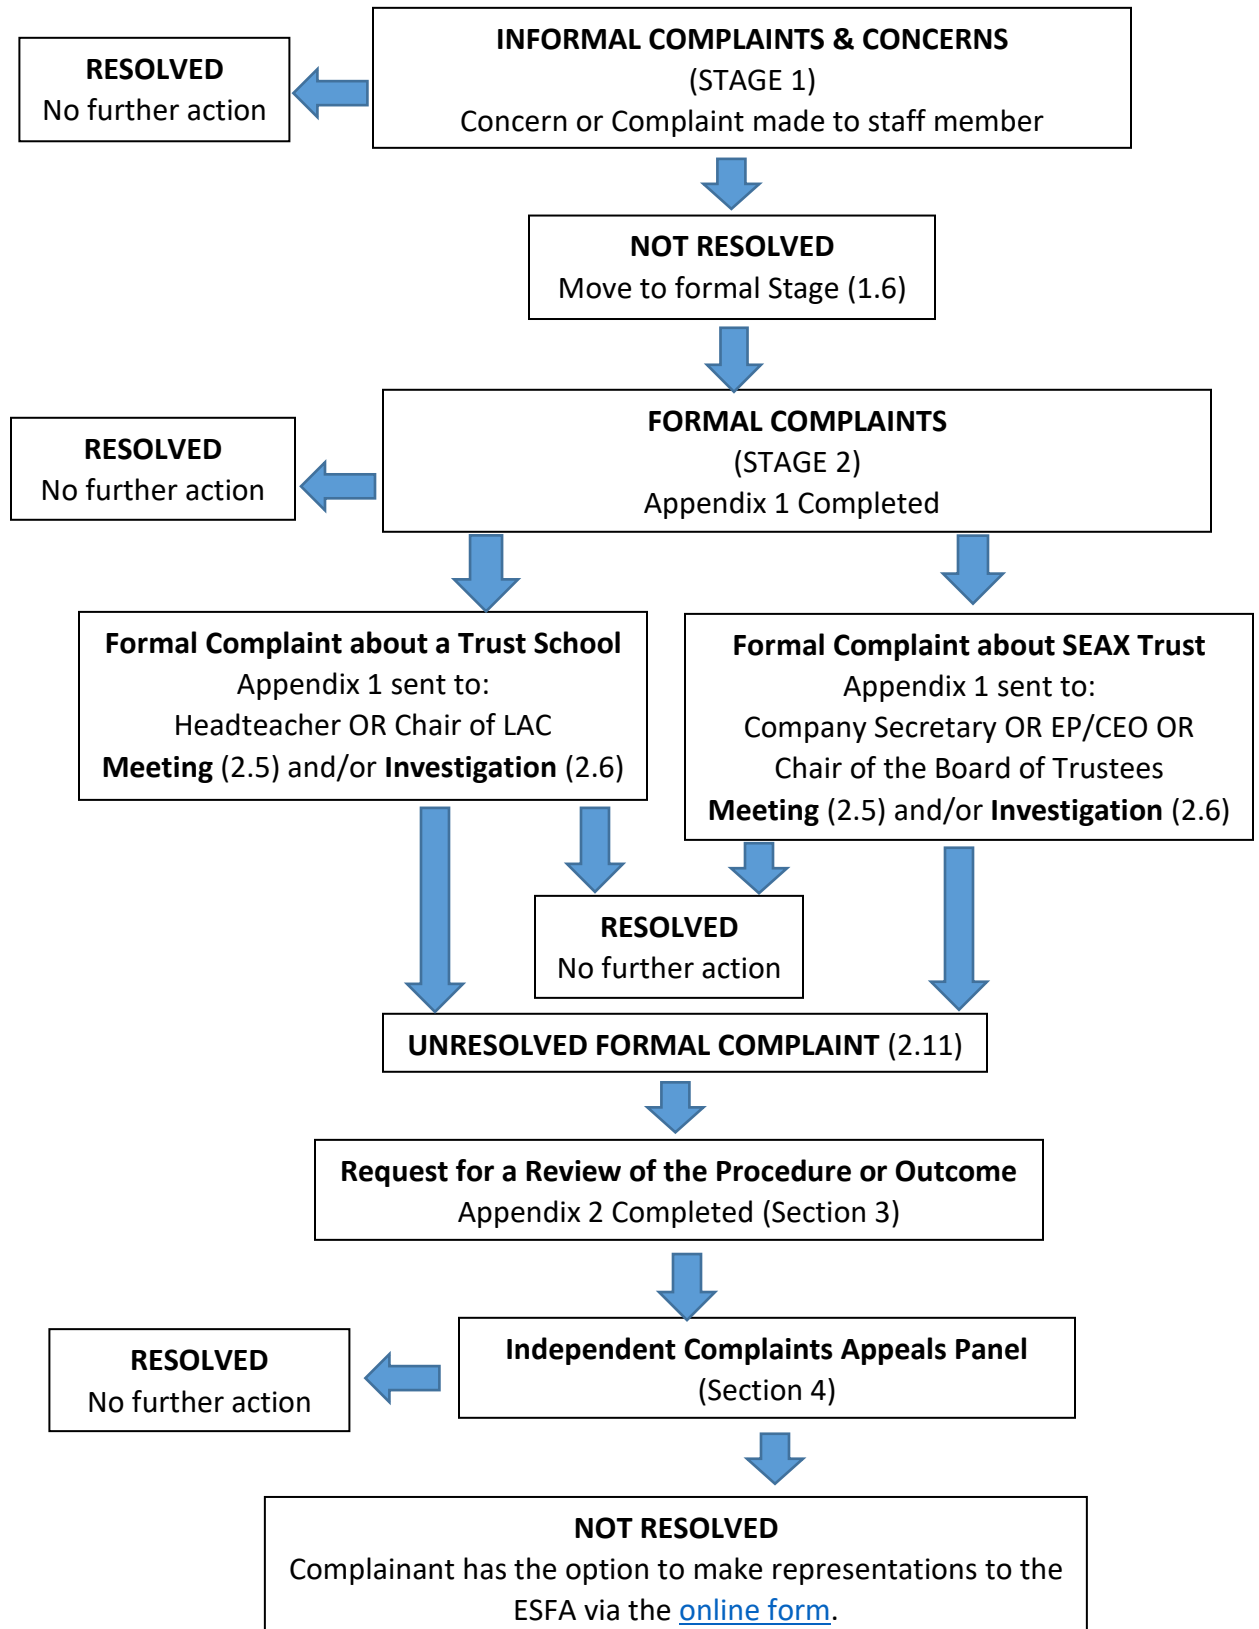 INFORMAL COMPLAINTS & CONCERNS
(STAGE 1)
Concern or Complaint made to staff member
RESOLVED
No further action
NOT RESOLVED
Move to formal Stage (1.6)
FORMAL COMPLAINTS
(STAGE 2)
Appendix 1 Completed
RESOLVED
No further action
Formal Complaint about a Trust School
Appendix 1 sent to:
Headteacher OR Chair of LAC
Meeting (2.5) and/or Investigation (2.6)
Formal Complaint about SEAX Trust
Appendix 1 sent to:
Company Secretary OR EP/CEO OR
Chair of the Board of Trustees
Meeting (2.5) and/or Investigation (2.6)
RESOLVED
No further action
UNRESOLVED FORMAL COMPLAINT (2.11)
Request for a Review of the Procedure or Outcome
Appendix 2 Completed (Section 3)
Independent Complaints Appeals Panel
(Section 4)
RESOLVED
No further action
NOT RESOLVED
Complainant has the option to make representations to the
ESFA via the online form.